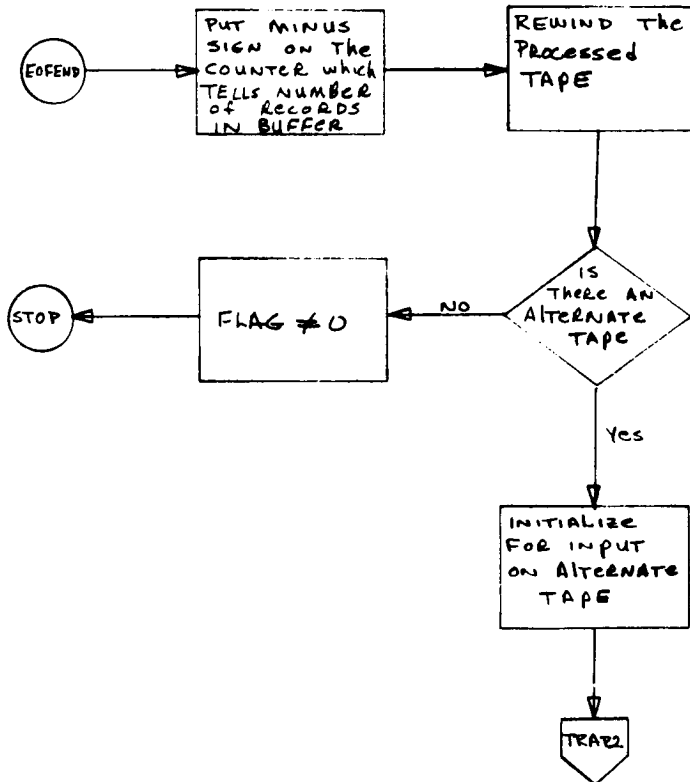 EOFEND
PUT MINUS
SIGN ON THE
COUNTER which
TELLS NUMBER
OF RECORDS
IN BUFFER
REWIND the
Processed
TAPE
IS
THERE AN
AlTERNATE
TAPE
NO
FLAG ≠ 0
STOP
Yes
INITIALIZE
FOR INPUT
ON AlTERNATE
TAPE
TRAP2